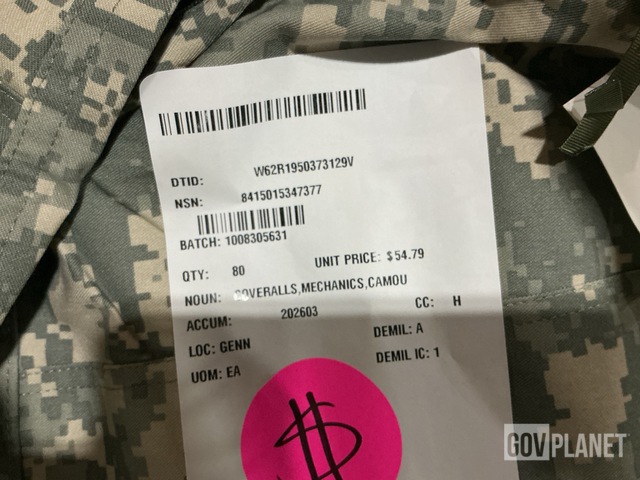 DTID: W62R1950373129V
NSN: 8415015347377
BATCH: 1008305631
QTY: 80 UNIT PRICE: $54.79
NOUN: COVERALLS,MECHANICS,CAMOU
ACCUM: 202603 CC: H
LOC: GENN DEMIL: A
UOM: EA DEMIL IC: 1
$
GOVPLANET